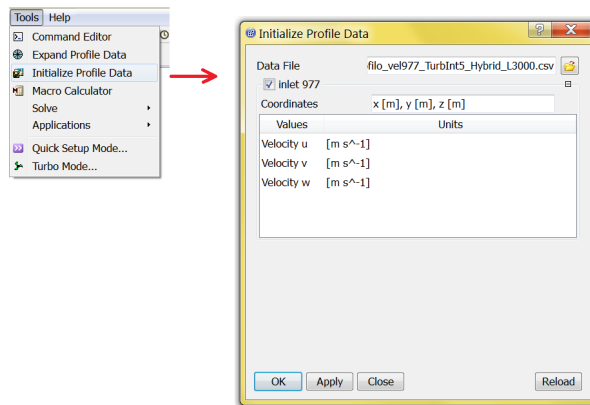 Tools Help
Command Editor
Expand Profile Data
Initialize Profile Data
Macro Calculator
Solve
Applications
Quick Setup Mode...
Turbo Mode...
Initialize Profile Data
Data File filo_vel977_TurbInt5_Hybrid_L3000.csv
inlet 977
Coordinates x [m], y [m], z [m]
Values Units
Velocity u [m s^-1]
Velocity v [m s^-1]
Velocity w [m s^-1]
OK Apply Close Reload